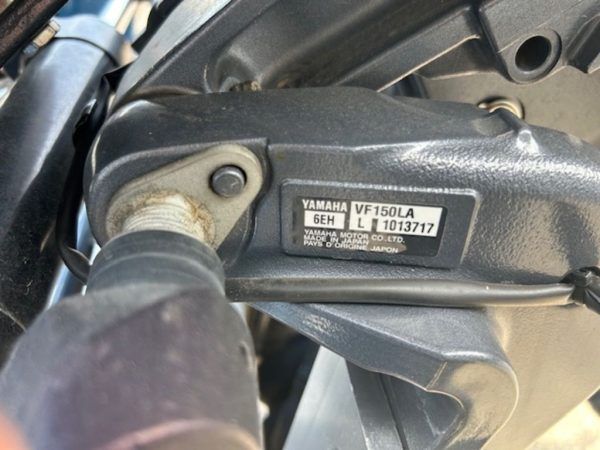 YAMAHA VF150LA
6EH L 1013717
YAMAHA MOTOR CO.,LTD.
MADE IN JAPAN
PAYS D'ORIGINE JAPON